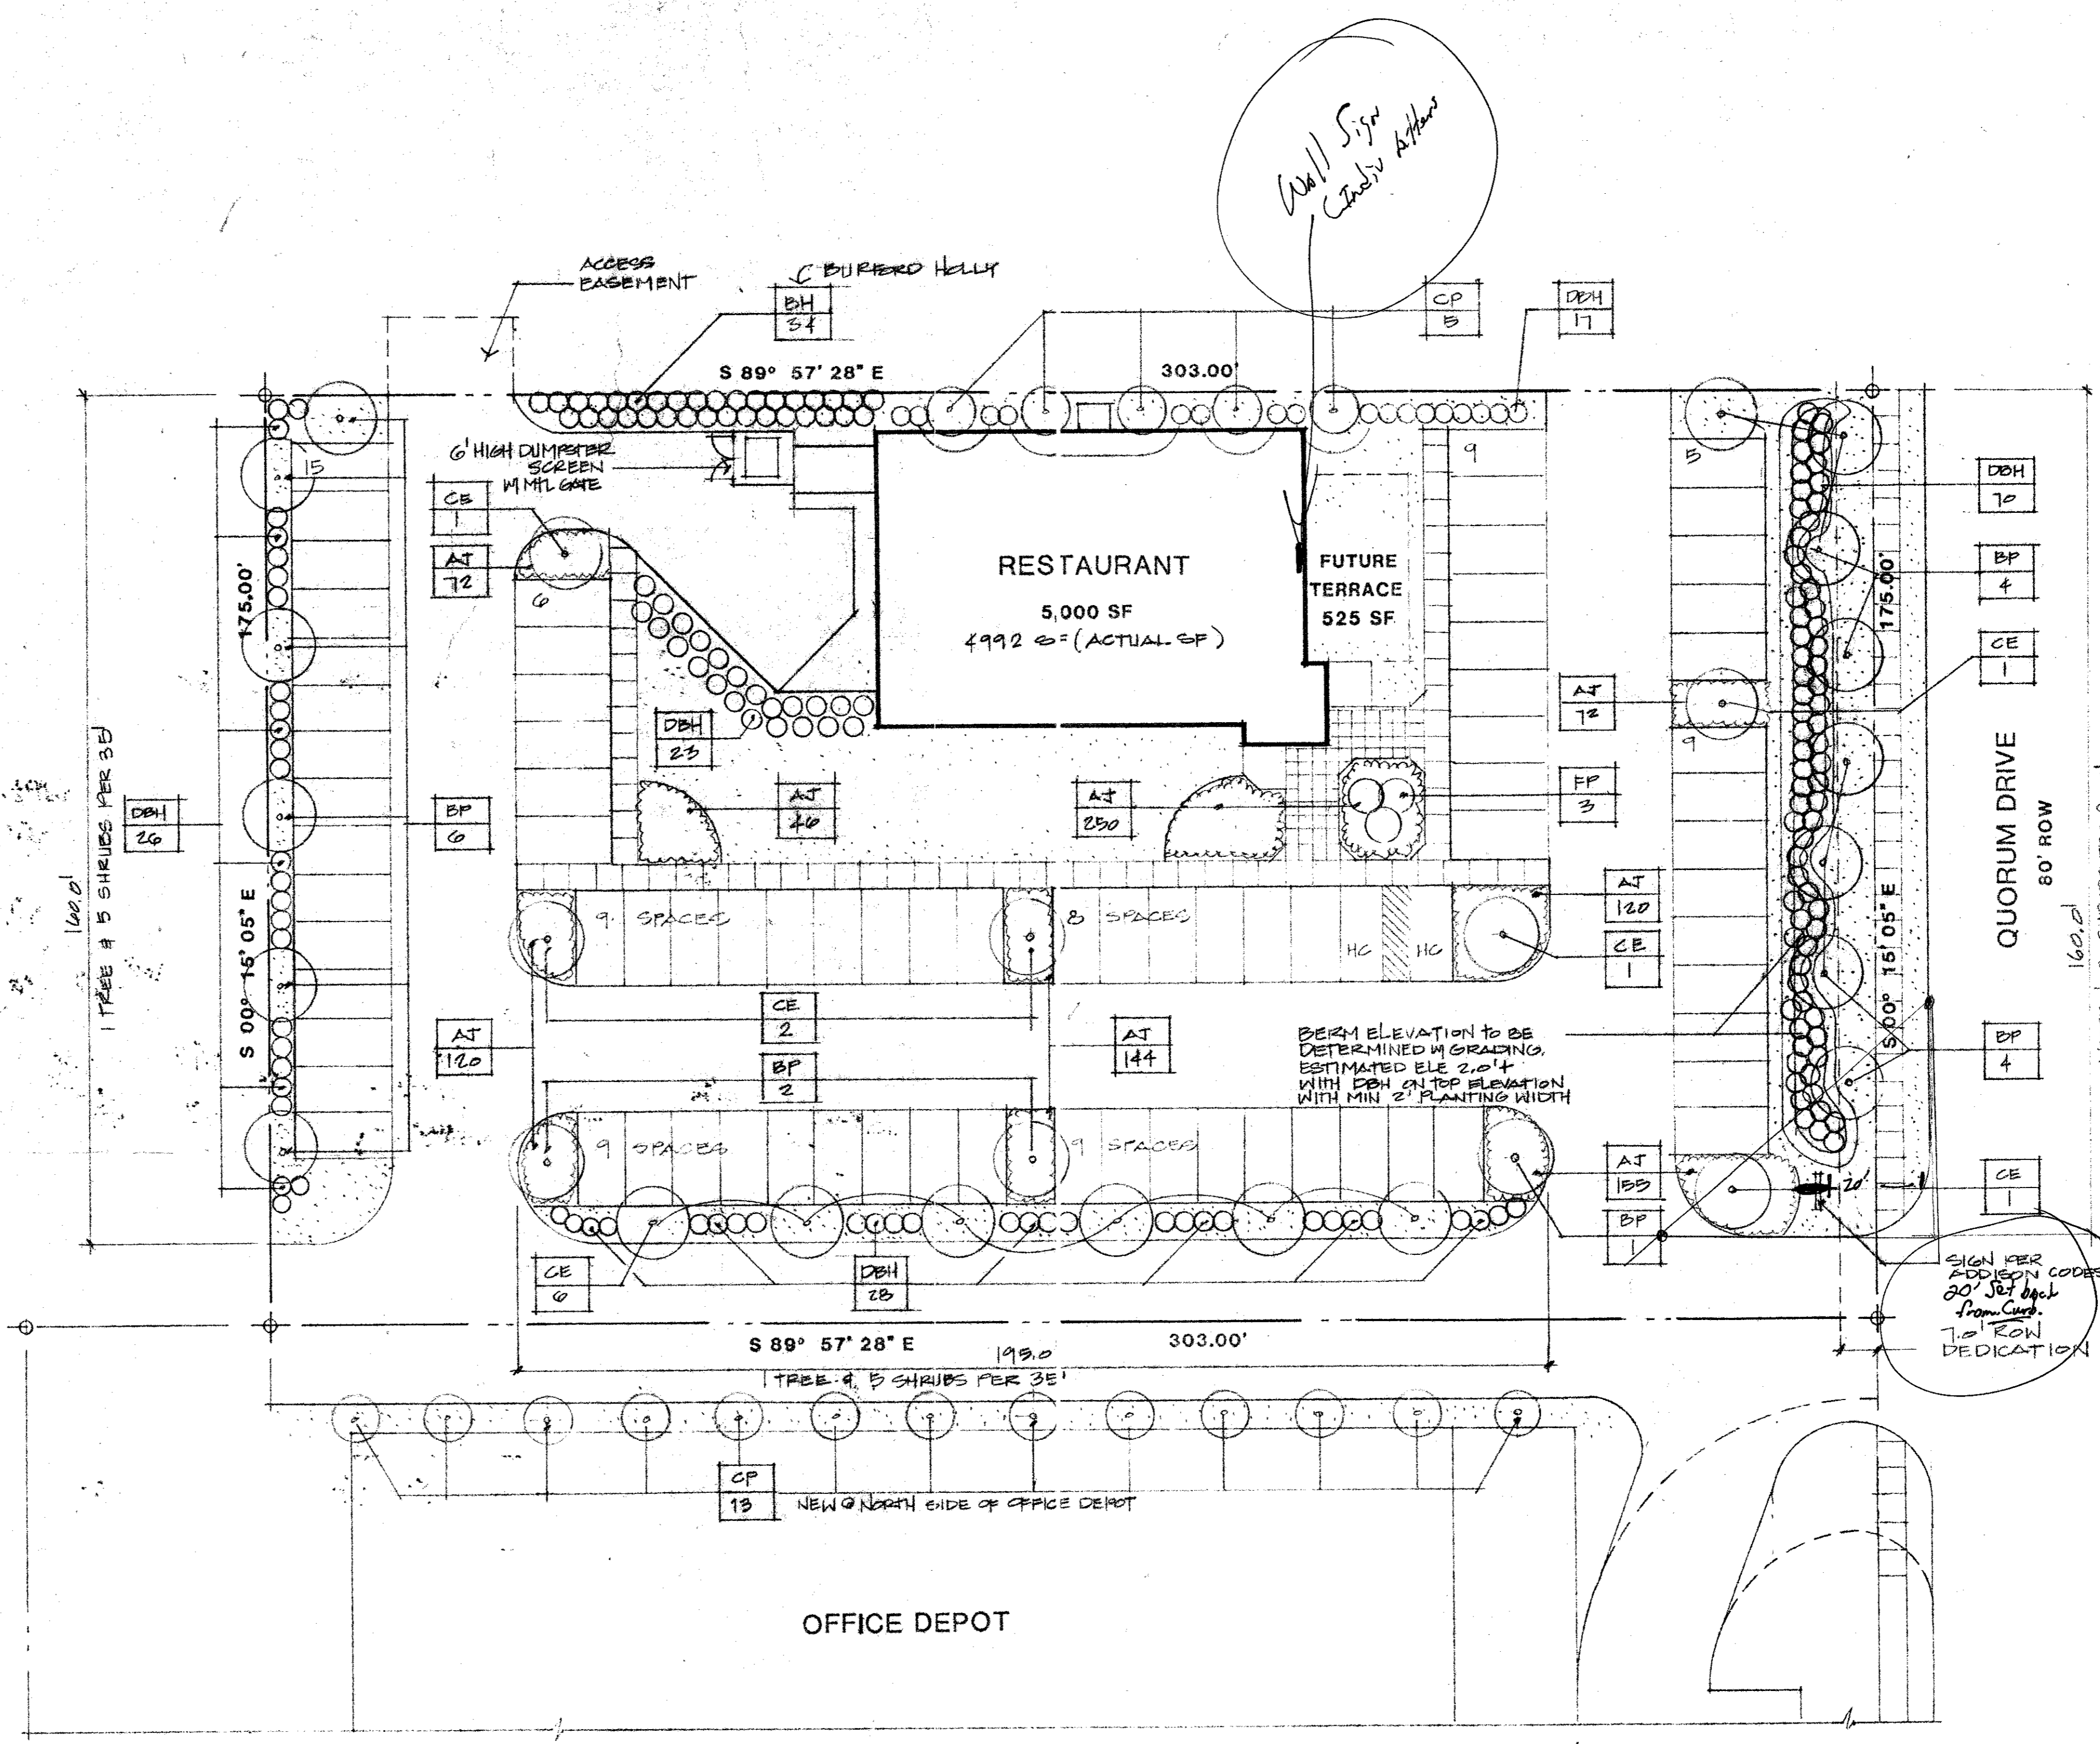 Wall Sign
Indiv letters
ACCESS
EASEMENT
BURFORD HOLLY
BH
34
CP
5
DBH
17
S 89° 57' 28" E
303.00'
6' HIGH DUMPSTER
SCREEN
W/ MTL GATE
15
9
5
CE
1
AJ
72
6
DBH
70
BP
4
CE
1
175.00'
RESTAURANT
5,000 SF
4992 SF (ACTUAL SF)
FUTURE
TERRACE
525 SF
175.00'
AJ
72
9
DBH
23
AJ
46
AJ
250
FP
3
DBH
26
BP
6
1 TREE & 5 SHRUBS PER 35'
160.0'
S 00° 15' 05" E
QUORUM DRIVE
80' ROW
160.0'
S 00° 15' 05" E
9 SPACES
8 SPACES
HC
HC
AJ
120
CE
1
CE
2
BP
2
AJ
120
AJ
144
BERM ELEVATION TO BE
DETERMINED W/ GRADING.
ESTIMATED ELE 2.0'±
WITH DBH ON TOP ELEVATION
WITH MIN 2' PLANTING WIDTH
BP
4
9 SPACES
9 SPACES
AJ
155
BP
1
20'
CE
1
CE
6
DBH
28
SIGN PER
ADDISON CODES
20' Set back
from Curb.
7.0' ROW
DEDICATION
S 89° 57' 28" E
303.00'
195.0
1 TREE & 5 SHRUBS PER 35'
CP
13
NEW @ NORTH SIDE OF OFFICE DEPOT
OFFICE DEPOT